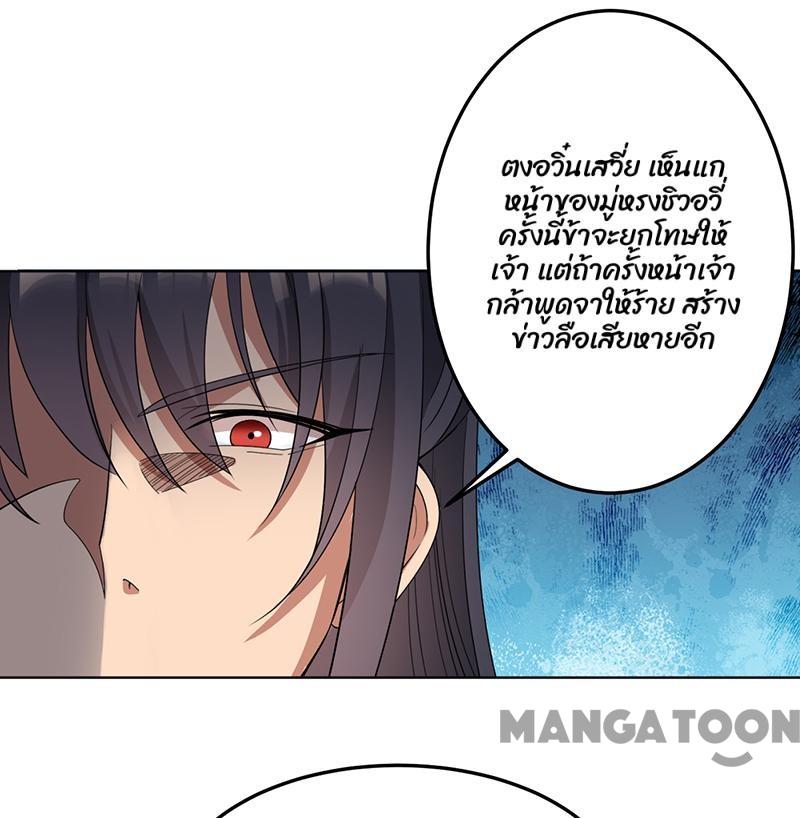 ตงอวิ๋นเสวี่ย เห็นแก
หน้าของมู่หรงชิวอวี่
ครั้งนี้ข้าจะยกโทษให้
เจ้า แต่ถ้าครั้งหน้าเจ้า
กล้าพูดจาให้ร้าย สร้าง
ข่าวลือเสียหายอีก
MANGATOON